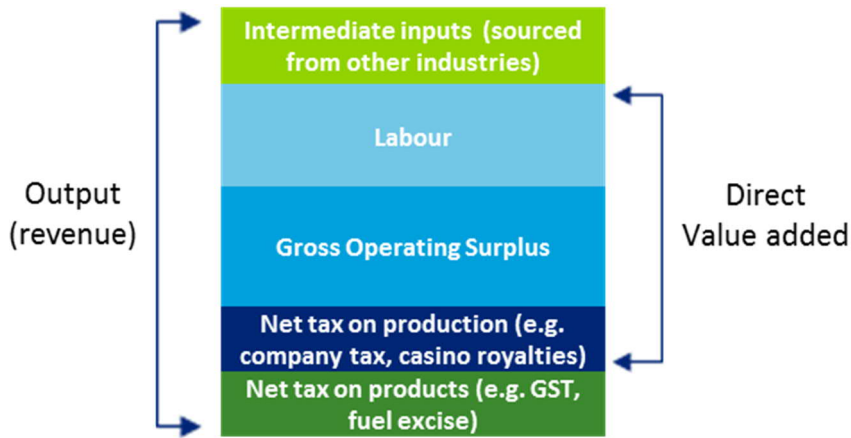 Intermediate inputs (sourced
from other industries)
Labour
Output
(revenue)
Direct
Value added
Gross Operating Surplus
Net tax on production (e.g.
company tax, casino royalties)
Net tax on products (e.g. GST,
fuel excise)